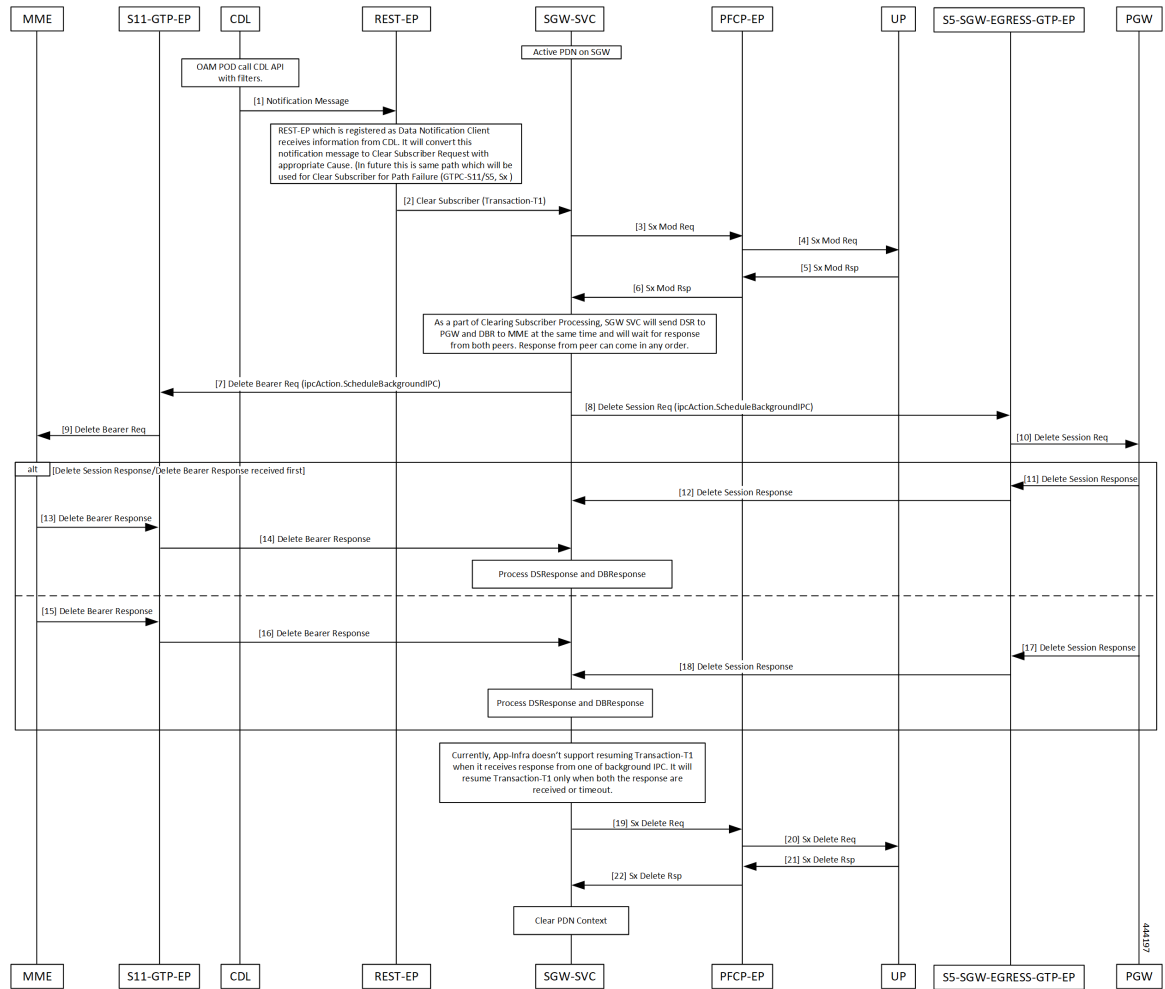 MME
S11-GTP-EP
CDL
REST-EP
SGW-SVC
PFCP-EP
UP
S5-SGW-EGRESS-GTP-EP
PGW
Active PDN on SGW
OAM POD call CDL API
with filters.
[1] Notification Message
REST-EP which is registered as Data Notification Client
receives information from CDL. It will convert this
notification message to Clear Subscriber Request with
appropriate Cause. (In future this is same path which will be
used for Clear Subscriber for Path Failure (GTPC-S11/S5, Sx )
[2] Clear Subscriber (Transaction-T1)
[3] Sx Mod Req
[4] Sx Mod Req
[5] Sx Mod Rsp
[6] Sx Mod Rsp
As a part of Clearing Subscriber Processing, SGW SVC will send DSR to
PGW and DBR to MME at the same time and will wait for response
from both peers. Response from peer can come in any order.
[7] Delete Bearer Req (ipcAction.ScheduleBackgroundIPC)
[8] Delete Session Req (ipcAction.ScheduleBackgroundIPC)
[9] Delete Bearer Req
[10] Delete Session Req
alt
[Delete Session Response/Delete Bearer Response received first]
[11] Delete Session Response
[12] Delete Session Response
[13] Delete Bearer Response
[14] Delete Bearer Response
Process DSResponse and DBResponse
[15] Delete Bearer Response
[16] Delete Bearer Response
[17] Delete Session Response
[18] Delete Session Response
Process DSResponse and DBResponse
Currently, App-Infra doesn't support resuming Transaction-T1
when it receives response from one of background IPC. It will
resume Transaction-T1 only when both the response are
received or timeout.
[19] Sx Delete Req
[20] Sx Delete Req
[21] Sx Delete Rsp
[22] Sx Delete Rsp
Clear PDN Context
444197
MME
S11-GTP-EP
CDL
REST-EP
SGW-SVC
PFCP-EP
UP
S5-SGW-EGRESS-GTP-EP
PGW